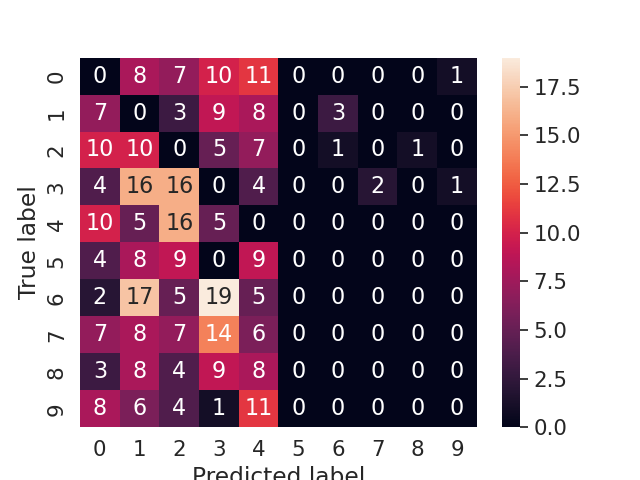 0 0 8 7 10 11 0 0 0 0 1
1 7 0 3 9 8 0 3 0 0 0
2 10 10 0 5 7 0 1 0 1 0
3 4 16 16 0 4 0 0 2 0 1
4 10 5 16 5 0 0 0 0 0 0
5 4 8 9 0 9 0 0 0 0 0
6 2 17 5 19 5 0 0 0 0 0
7 7 8 7 14 6 0 0 0 0 0
8 3 8 4 9 8 0 0 0 0 0
9 8 6 4 1 11 0 0 0 0 0
0 1 2 3 4 5 6 7 8 9
Predicted label
True label
17.5
15.0
12.5
10.0
7.5
5.0
2.5
0.0